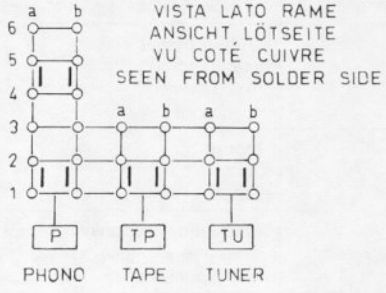 a b
VISTA LATO RAME
6
ANSICHT LÖTSEITE
VU COTÉ CUIVRE
5
SEEN FROM SOLDER SIDE
4
a b a b
3
2
1
P TP TU
PHONO TAPE TUNER